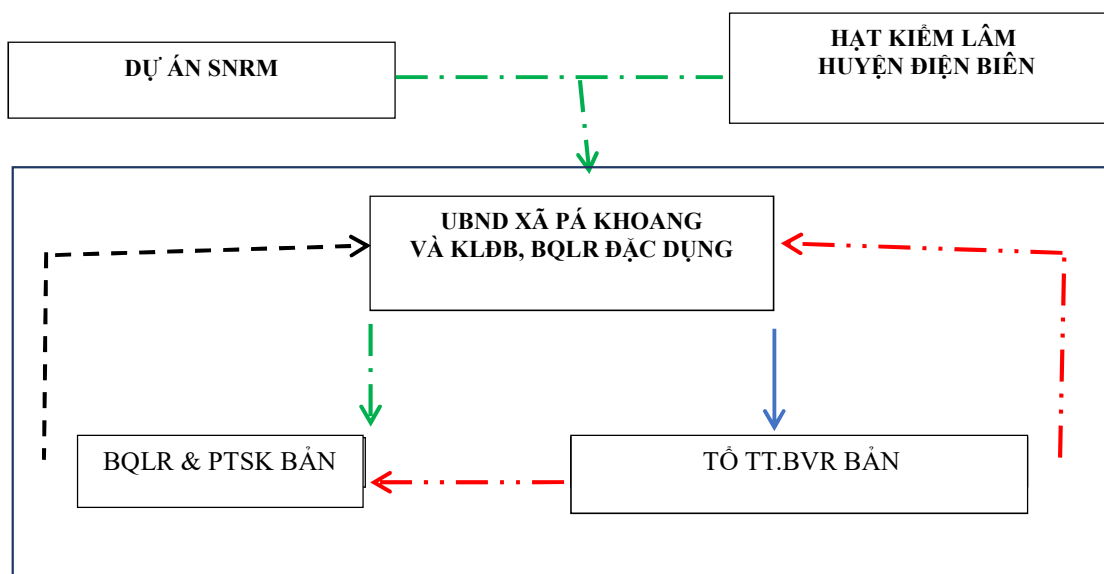 DỰ ÁN SNRM
HẠT KIỂM LÂM
HUYỆN ĐIỆN BIÊN
UBND XÃ PÁ KHOANG
VÀ KLĐB, BQLR ĐẶC DỤNG
BQLR & PTSK BẢN
TỔ TT.BVR BẢN